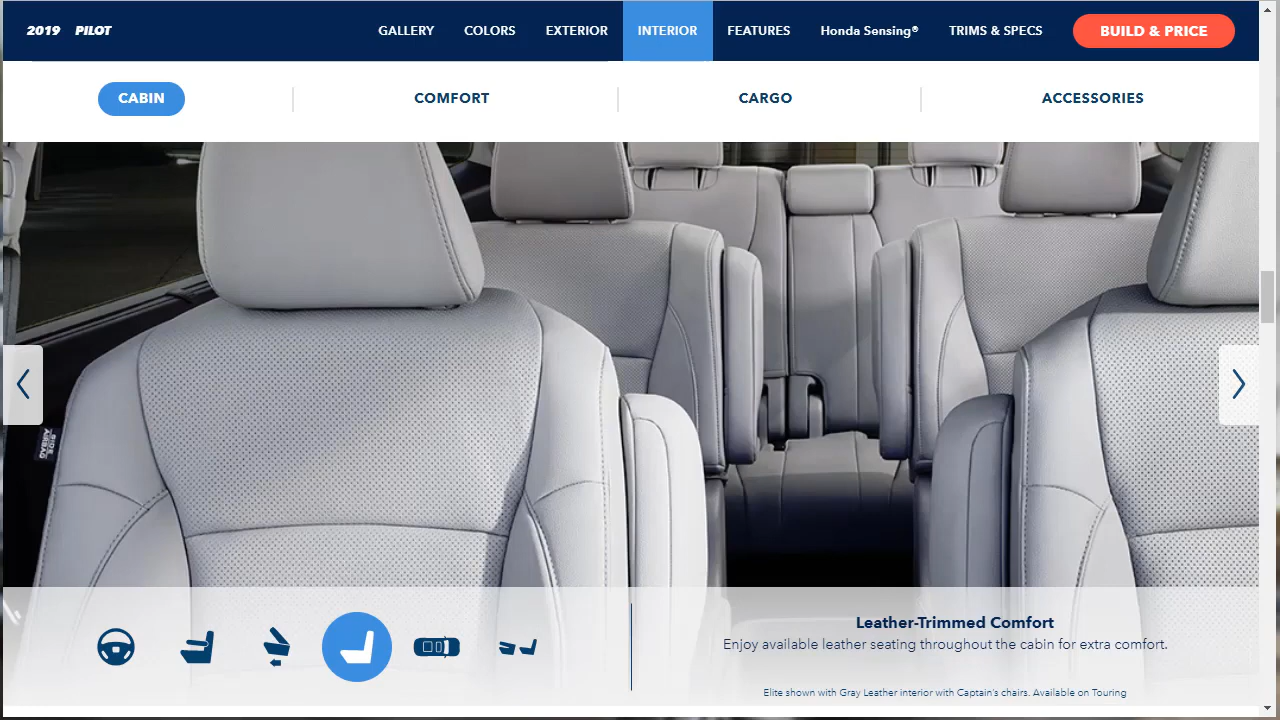 2019 PILOT
GALLERY
COLORS
EXTERIOR
INTERIOR
FEATURES
Honda Sensing®
TRIMS & SPECS
BUILD & PRICE
CABIN
COMFORT
CARGO
ACCESSORIES
SIDE
AIRBAG
Leather-Trimmed Comfort
Enjoy available leather seating throughout the cabin for extra comfort.
Elite shown with Gray Leather interior with Captain's chairs. Available on Touring